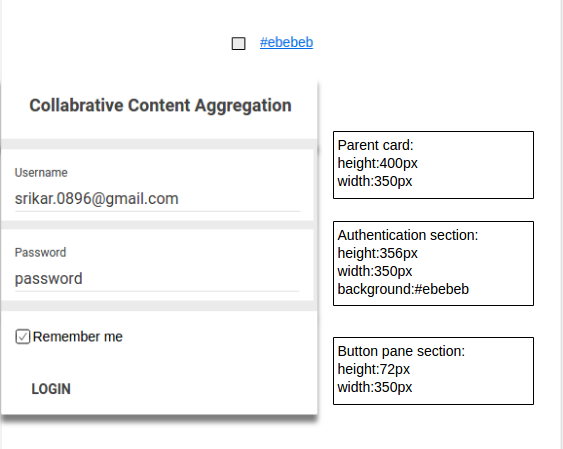 #ebebeb
Collabrative Content Aggregation
Username
srikar.0896@gmail.com
Password
password
Remember me
LOGIN
Parent card:
height:400px
width:350px
Authentication section:
height:356px
width:350px
background:#ebebeb
Button pane section:
height:72px
width:350px